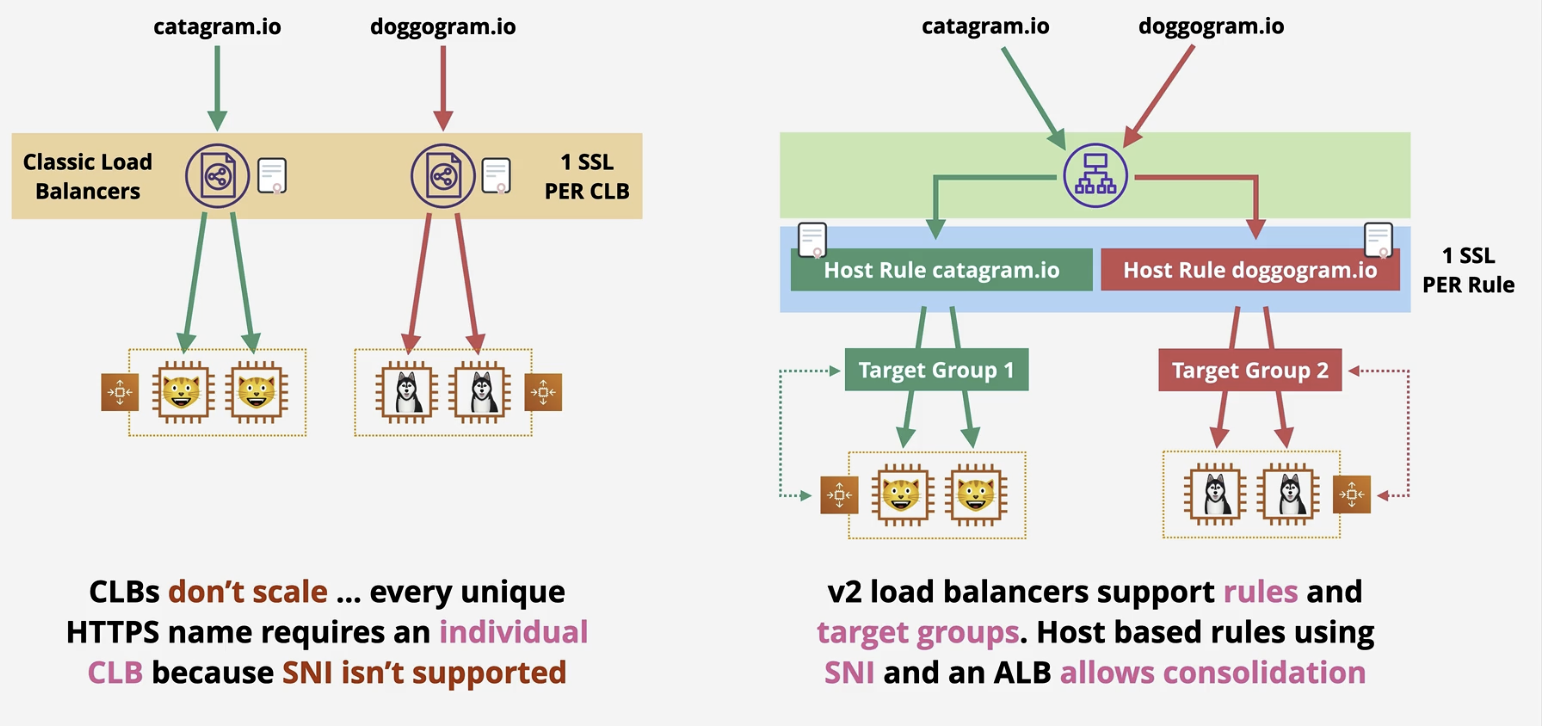 catagram.io
doggogram.io
Classic Load
Balancers
1 SSL
PER CLB
CLBs don’t scale ... every unique
HTTPS name requires an individual
CLB because SNI isn’t supported
catagram.io
doggogram.io
Host Rule catagram.io
Host Rule doggogram.io
1 SSL
PER Rule
Target Group 1
Target Group 2
v2 load balancers support rules and
target groups. Host based rules using
SNI and an ALB allows consolidation